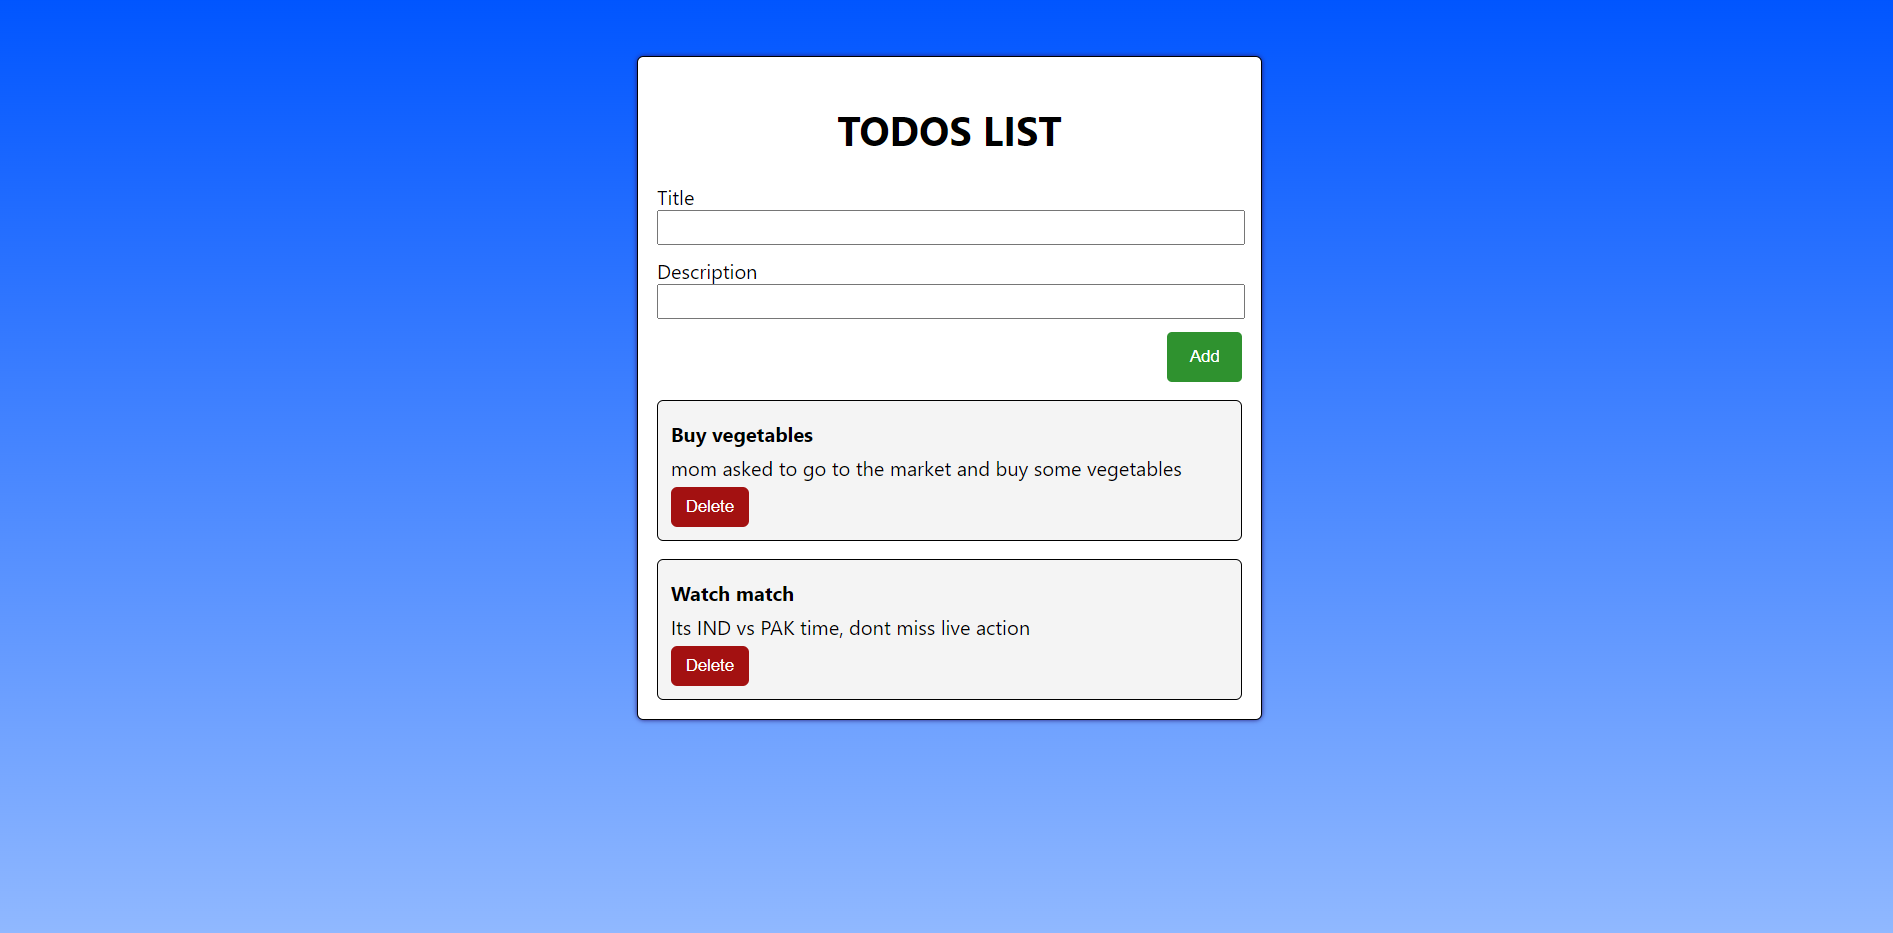 TODOS LIST
Title
Description
Add
Buy vegetables
mom asked to go to the market and buy some vegetables
Delete
Watch match
Its IND vs PAK time, dont miss live action
Delete